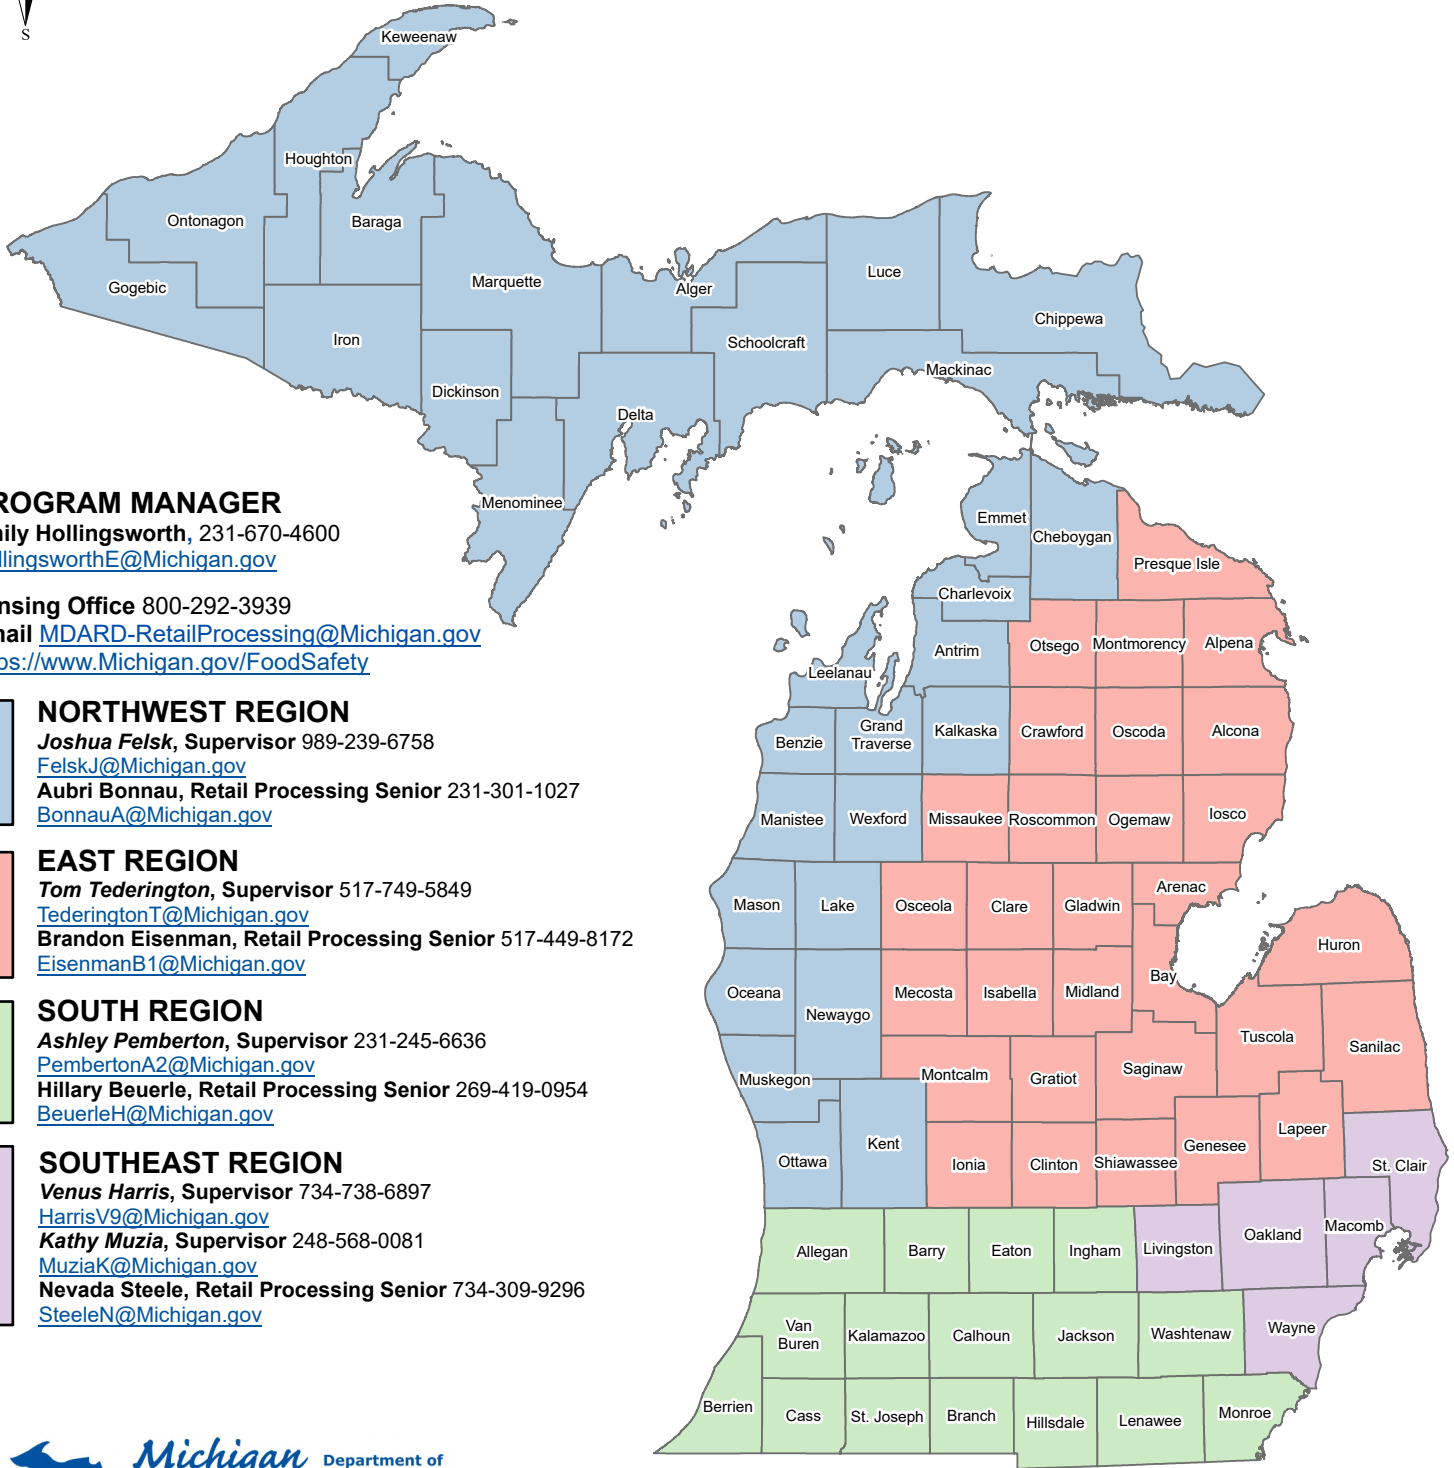 S
Keweenaw
Houghton
Ontonagon
Baraga
Gogebic
Marquette
Alger
Luce
Iron
Schoolcraft
Chippewa
Mackinac
Dickinson
Delta
Menominee
ROGRAM MANAGER
ily Hollingsworth, 231-670-4600
llingsworthE@Michigan.gov
nsing Office 800-292-3939
ail MDARD-RetailProcessing@Michigan.gov
ps://www.Michigan.gov/FoodSafety
NORTHWEST REGION
Joshua Felsk, Supervisor 989-239-6758
FelskJ@Michigan.gov
Aubri Bonnau, Retail Processing Senior 231-301-1027
BonnauA@Michigan.gov
EAST REGION
Tom Tederington, Supervisor 517-749-5849
TederingtonT@Michigan.gov
Brandon Eisenman, Retail Processing Senior 517-449-8172
EisenmanB1@Michigan.gov
SOUTH REGION
Ashley Pemberton, Supervisor 231-245-6636
PembertonA2@Michigan.gov
Hillary Beuerle, Retail Processing Senior 269-419-0954
BeuerleH@Michigan.gov
SOUTHEAST REGION
Venus Harris, Supervisor 734-738-6897
HarrisV9@Michigan.gov
Kathy Muzia, Supervisor 248-568-0081
MuziaK@Michigan.gov
Nevada Steele, Retail Processing Senior 734-309-9296
SteeleN@Michigan.gov
Emmet
Cheboygan
Presque Isle
Charlevoix
Antrim
Otsego
Montmorency
Alpena
Leelanau
Benzie
Grand
Traverse
Kalkaska
Crawford
Oscoda
Alcona
Manistee
Wexford
Missaukee
Roscommon
Ogemaw
Iosco
Mason
Lake
Osceola
Clare
Gladwin
Arenac
Huron
Oceana
Newaygo
Mecosta
Isabella
Midland
Bay
Tuscola
Sanilac
Muskegon
Montcalm
Gratiot
Saginaw
Ottawa
Kent
Ionia
Clinton
Shiawassee
Genesee
Lapeer
St. Clair
Allegan
Barry
Eaton
Ingham
Livingston
Oakland
Macomb
Van
Buren
Kalamazoo
Calhoun
Jackson
Washtenaw
Wayne
Berrien
Cass
St. Joseph
Branch
Hillsdale
Lenawee
Monroe
Michigan Department of